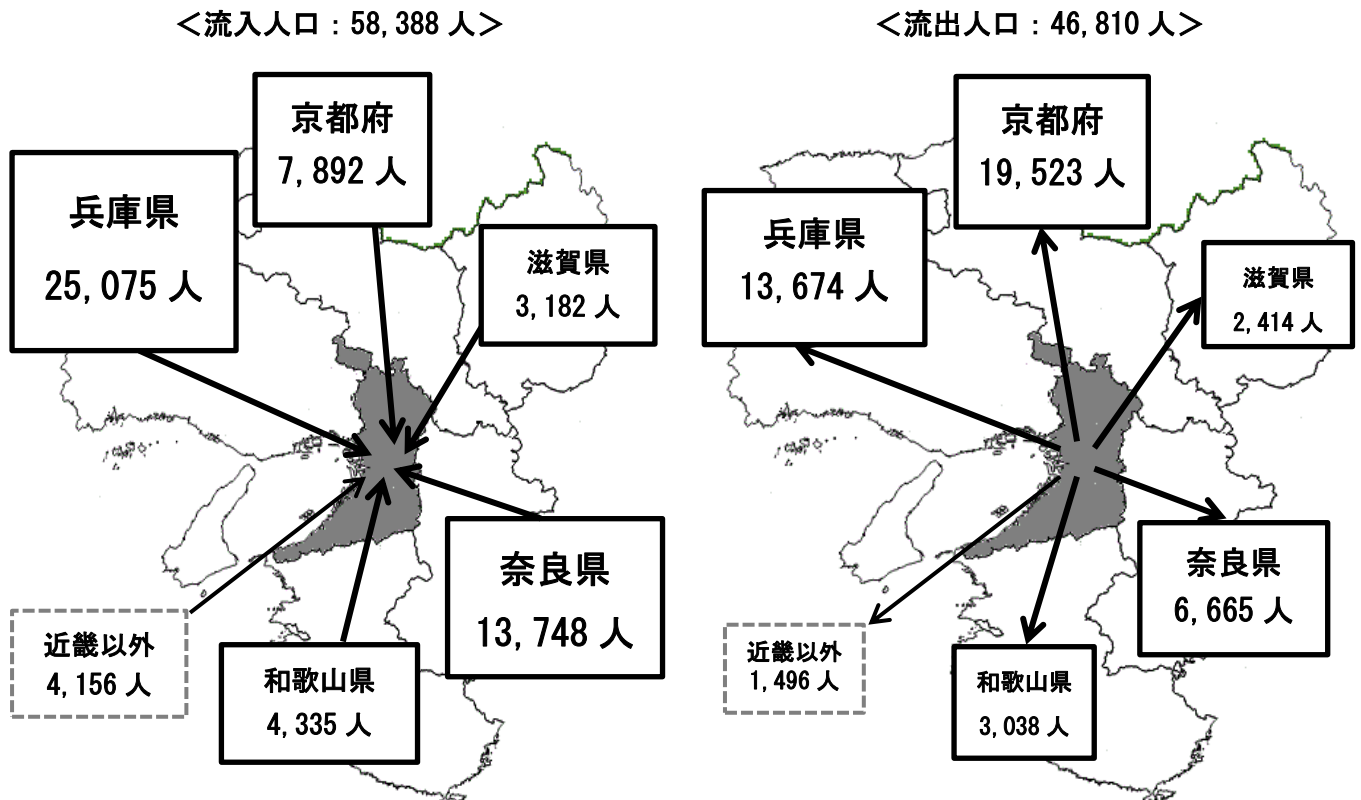 ＜流入人口：58,388 人＞
京都府
7,892 人
兵庫県
25,075 人
滋賀県
3,182 人
奈良県
13,748 人
近畿以外
4,156 人
和歌山県
4,335 人
＜流出人口：46,810 人＞
京都府
19,523 人
兵庫県
13,674 人
滋賀県
2,414 人
奈良県
6,665 人
近畿以外
1,496 人
和歌山県
3,038 人